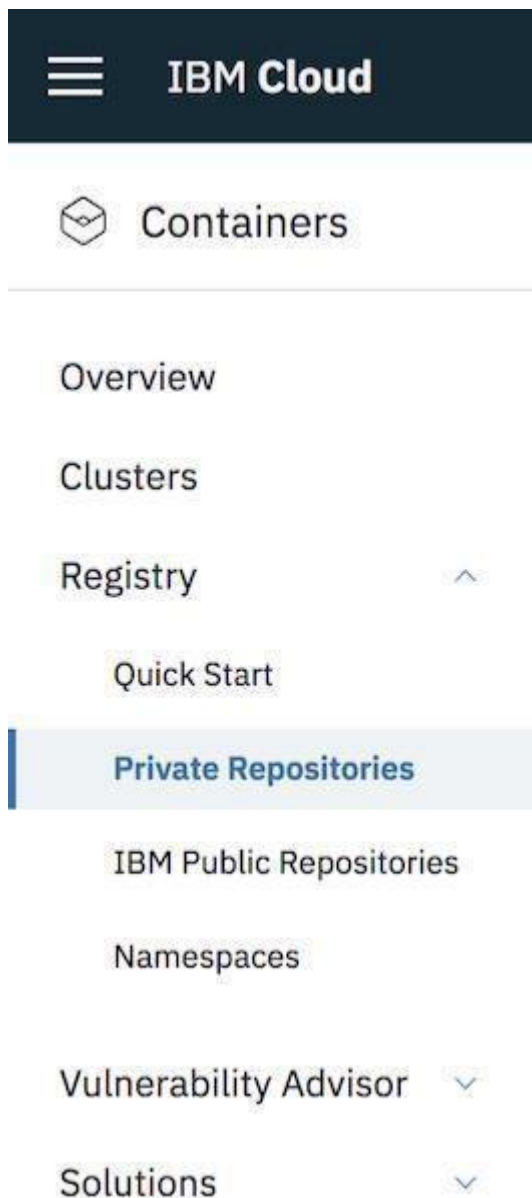 IBM Cloud
Containers
Overview
Clusters
Registry
Quick Start
Private Repositories
IBM Public Repositories
Namespaces
Vulnerability Advisor
Solutions